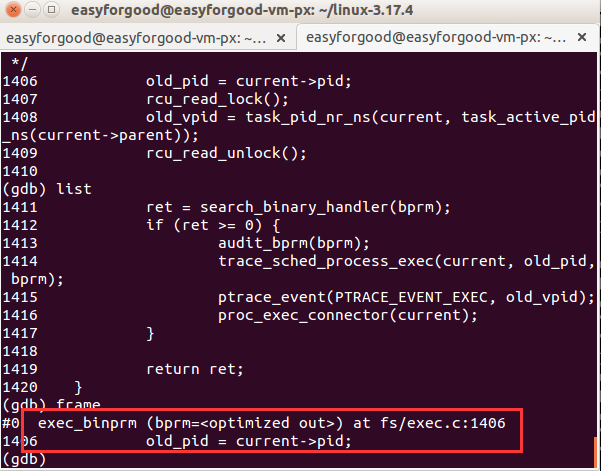 easyforgood@easyforgood-vm-px: ~/linux-3.17.4
easyforgood@easyforgood-vm-px: ~... × easyforgood@easyforgood-vm-px: ~... ×
 */
1406 old_pid = current->pid;
1407 rcu_read_lock();
1408 old_vpid = task_pid_nr_ns(current, task_active_pid
_ns(current->parent));
1409 rcu_read_unlock();
1410
(gdb) list
1411 ret = search_binary_handler(bprm);
1412 if (ret >= 0) {
1413 audit_bprm(bprm);
1414 trace_sched_process_exec(current, old_pid,
 bprm);
1415 ptrace_event(PTRACE_EVENT_EXEC, old_vpid);
1416 proc_exec_connector(current);
1417 }
1418
1419 return ret;
1420 }
(gdb) frame
#0 exec_binprm (bprm=<optimized out>) at fs/exec.c:1406
1406 old_pid = current->pid;
(gdb)